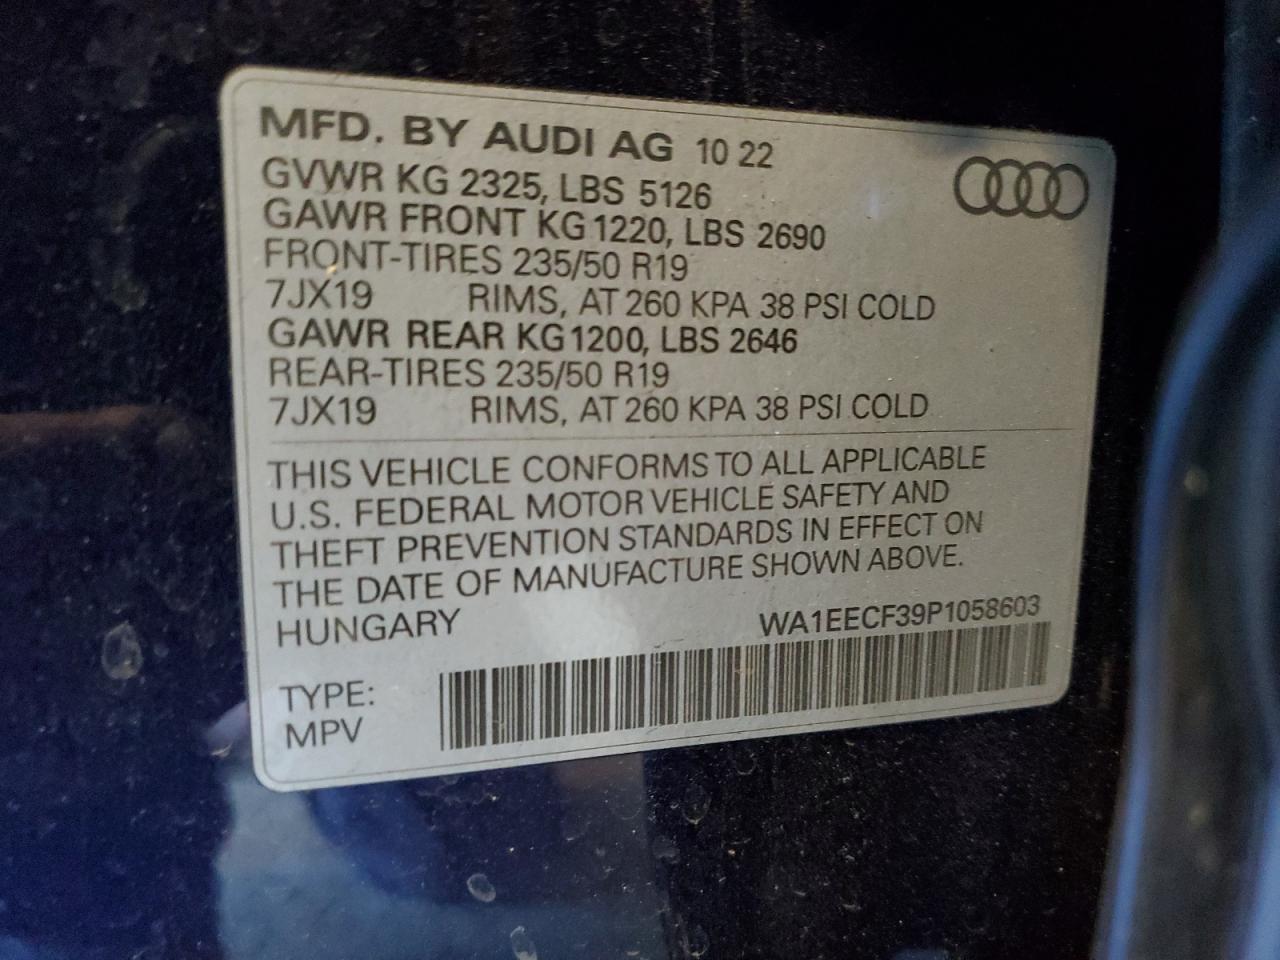 MFD. BY AUDI AG 10 22
GVWR KG 2325, LBS 5126
GAWR FRONT KG 1220, LBS 2690
FRONT-TIRES 235/50 R19
7JX19 RIMS, AT 260 KPA 38 PSI COLD
GAWR REAR KG 1200, LBS 2646
REAR-TIRES 235/50 R19
7JX19 RIMS, AT 260 KPA 38 PSI COLD
THIS VEHICLE CONFORMS TO ALL APPLICABLE
U.S. FEDERAL MOTOR VEHICLE SAFETY AND
THEFT PREVENTION STANDARDS IN EFFECT ON
THE DATE OF MANUFACTURE SHOWN ABOVE.
HUNGARY WA1EECF39P1058603
TYPE:
MPV